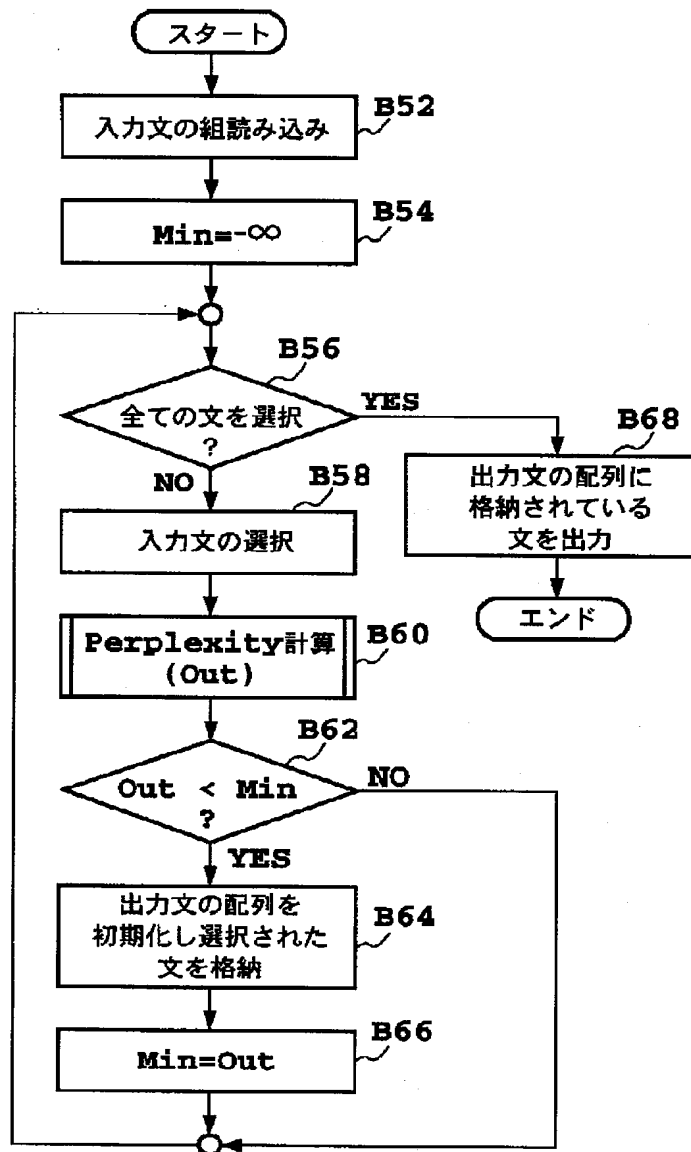 スタート
B52
入力文の組読み込み
B54
Min=-∞
B56
全ての文を選択
?
YES
NO
B68
出力文の配列に
格納されている
文を出力
エンド
B58
入力文の選択
B60
Perplexity計算
(Out)
B62
Out < Min
?
NO
YES
B64
出力文の配列を
初期化し選択された
文を格納
B66
Min=Out